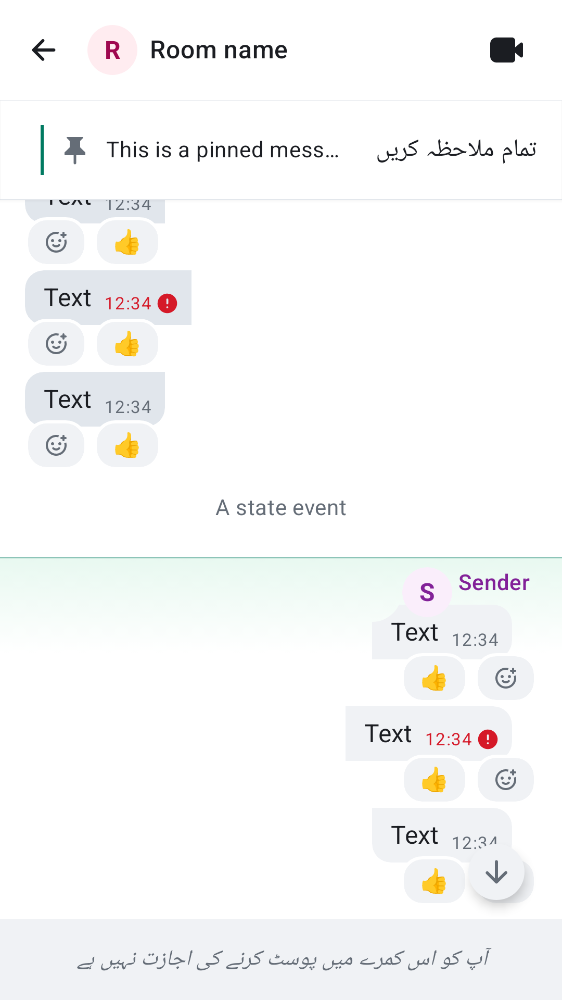 R Room name
This is a pinned mess… تمام ملاحظہ کریں
Text 12:34
Text 12:34
Text 12:34
A state event
S Sender
Text 12:34
Text 12:34
Text 12:34
آپ کو اس کمرے میں پوسٹ کرنے کی اجازت نہیں ہے